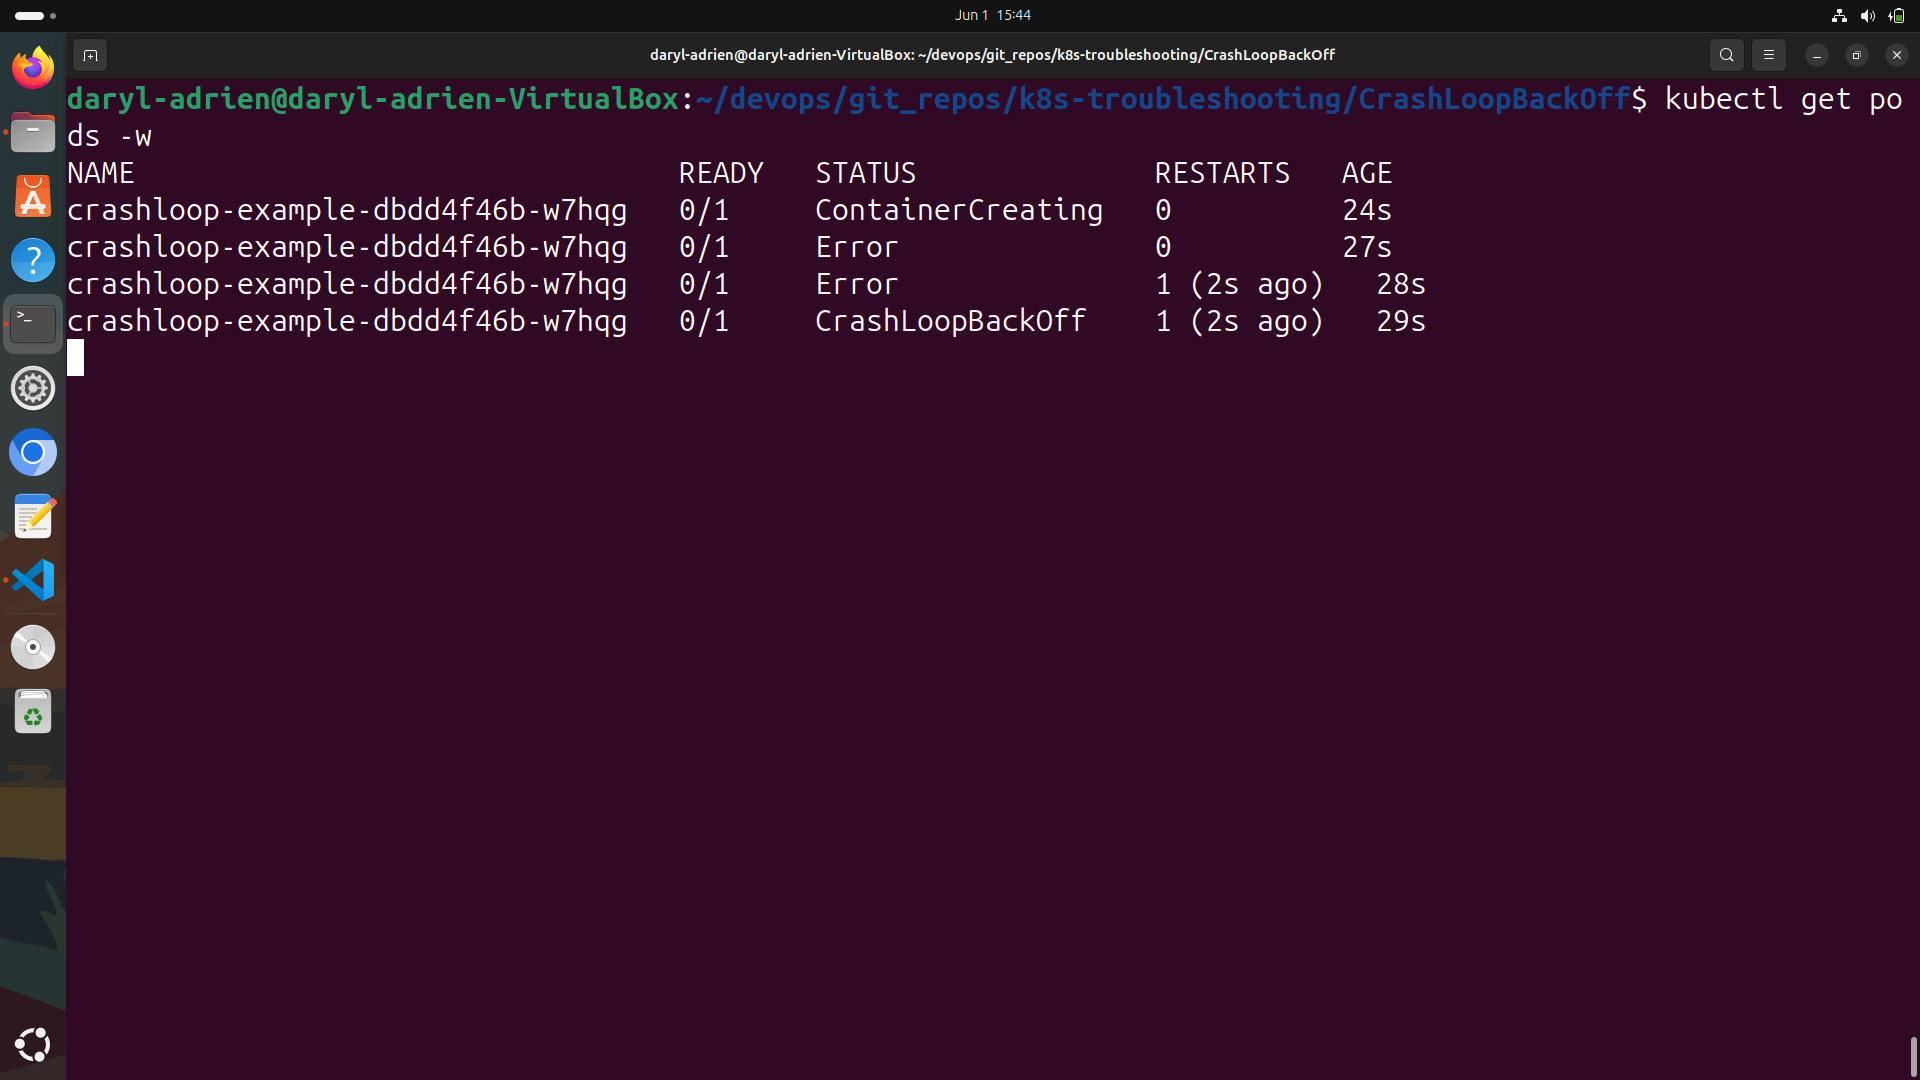 Jun 1 15:44
daryl-adrien@daryl-adrien-VirtualBox: ~/devops/git_repos/k8s-troubleshooting/CrashLoopBackOff
daryl-adrien@daryl-adrien-VirtualBox:~/devops/git_repos/k8s-troubleshooting/CrashLoopBackOff$ kubectl get po
ds -w
NAME READY STATUS RESTARTS AGE
crashloop-example-dbdd4f46b-w7hqg 0/1 ContainerCreating 0 24s
crashloop-example-dbdd4f46b-w7hqg 0/1 Error 0 27s
crashloop-example-dbdd4f46b-w7hqg 0/1 Error 1 (2s ago) 28s
crashloop-example-dbdd4f46b-w7hqg 0/1 CrashLoopBackOff 1 (2s ago) 29s